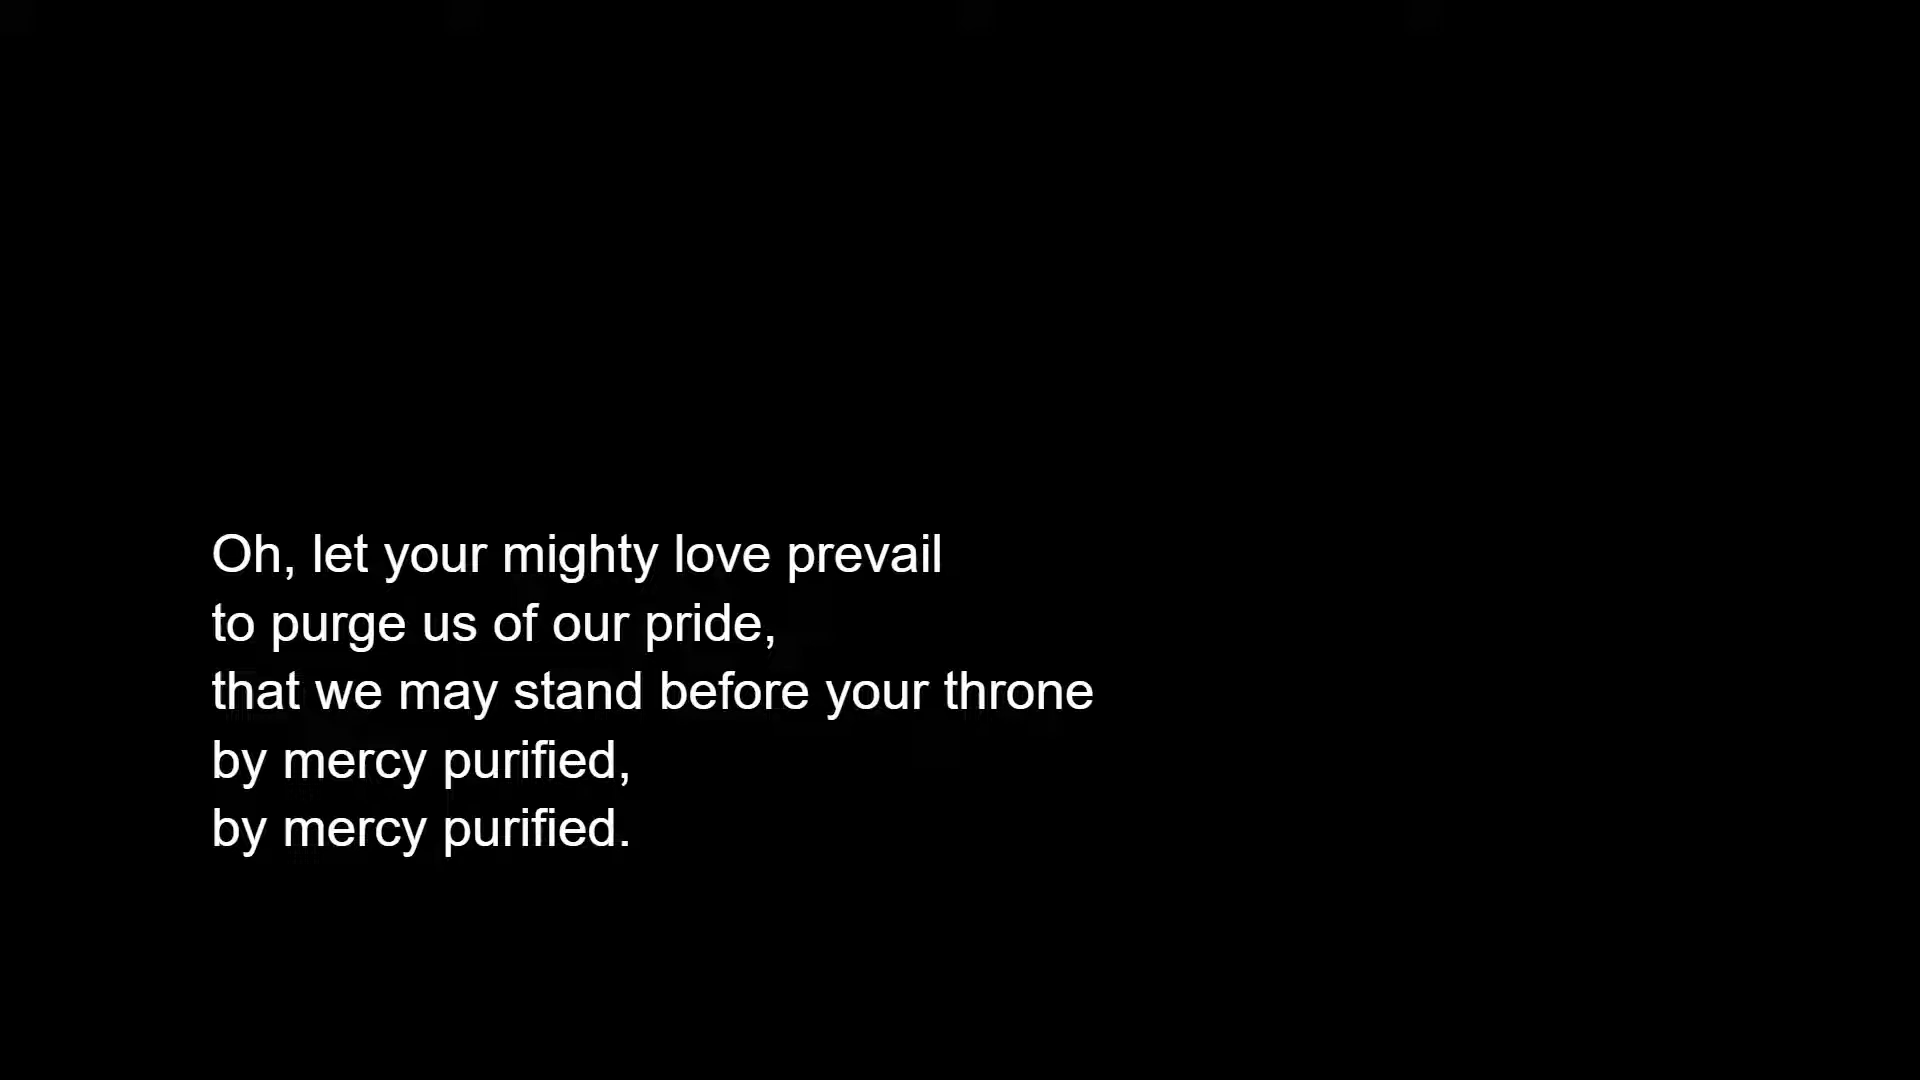 Oh, let your mighty love prevail
to purge us of our pride,
that we may stand before your throne
by mercy purified,
by mercy purified.